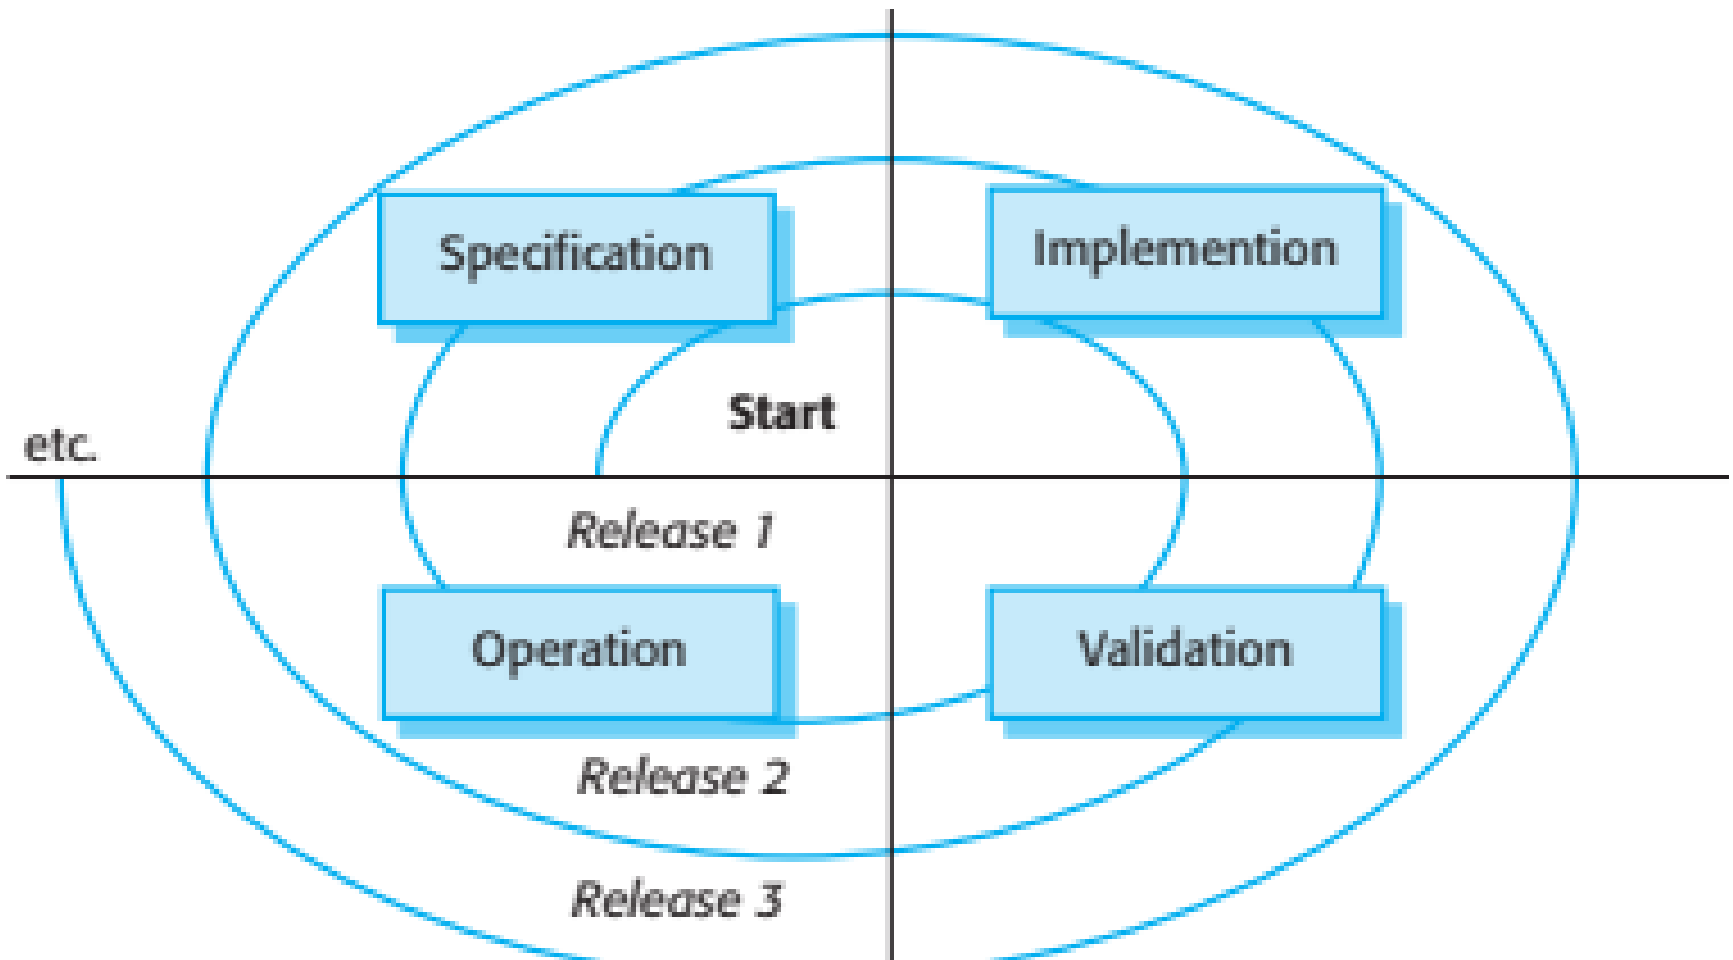 Specification
Implemention
Start
etc.
Release 1
Operation
Validation
Release 2
Release 3